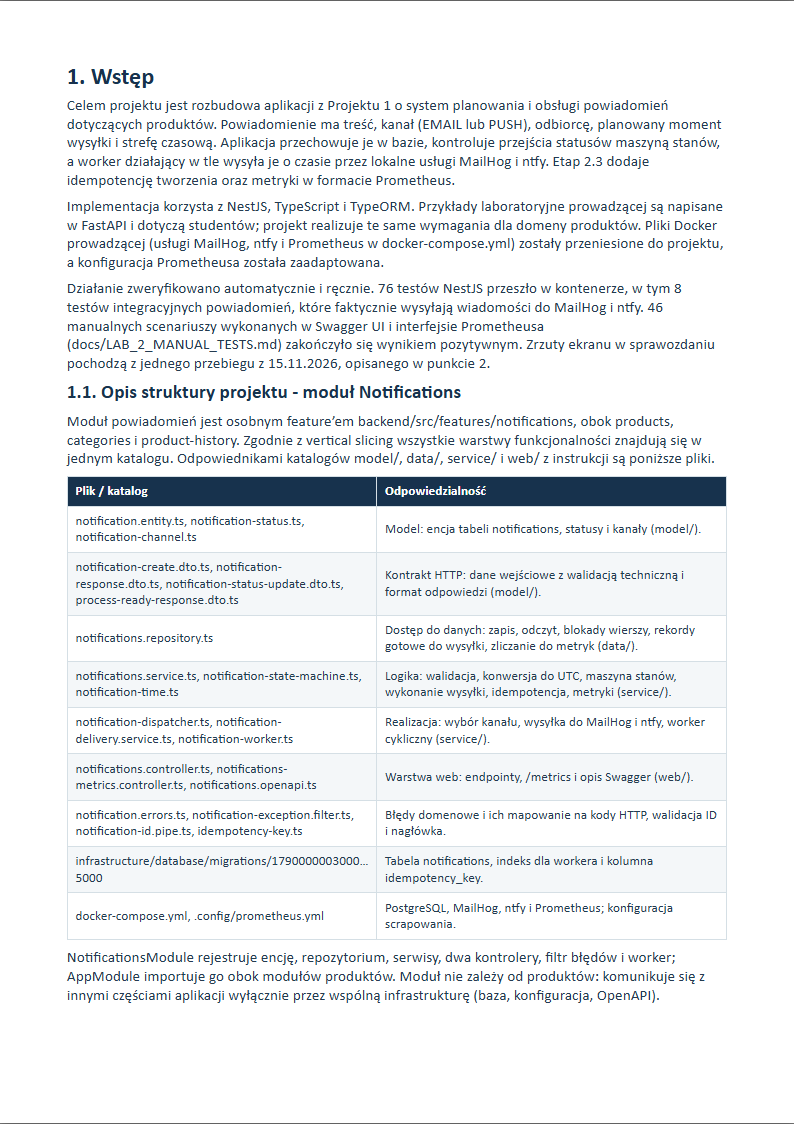 1. Wstęp
Celem projektu jest rozbudowa aplikacji z Projektu 1 o system planowania i obsługi powiadomień
dotyczących produktów. Powiadomienie ma treść, kanał (EMAIL lub PUSH), odbiorcę, planowany moment
wysyłki i strefę czasową. Aplikacja przechowuje je w bazie, kontroluje przejścia statusów maszyną stanów,
a worker działający w tle wysyła je o czasie przez lokalne usługi MailHog i ntfy. Etap 2.3 dodaje
idempotencję tworzenia oraz metryki w formacie Prometheus.
Implementacja korzysta z NestJS, TypeScript i TypeORM. Przykłady laboratoryjne prowadzącej są napisane
w FastAPI i dotyczą studentów; projekt realizuje te same wymagania dla domeny produktów. Pliki Docker
prowadzącej (usługi MailHog, ntfy i Prometheus w docker-compose.yml) zostały przeniesione do projektu,
a konfiguracja Prometheusa została zaadaptowana.
Działanie zweryfikowano automatycznie i ręcznie. 76 testów NestJS przeszło w kontenerze, w tym 8
testów integracyjnych powiadomień, które faktycznie wysyłają wiadomości do MailHog i ntfy. 46
manualnych scenariuszy wykonanych w Swagger UI i interfejsie Prometheusa
(docs/LAB_2_MANUAL_TESTS.md) zakończyło się wynikiem pozytywnym. Zrzuty ekranu w sprawozdaniu
pochodzą z jednego przebiegu z 15.11.2026, opisanego w punkcie 2.
1.1. Opis struktury projektu - moduł Notifications
Moduł powiadomień jest osobnym feature’em backend/src/features/notifications, obok products,
categories i product-history. Zgodnie z vertical slicing wszystkie warstwy funkcjonalności znajdują się w
jednym katalogu. Odpowiednikami katalogów model/, data/, service/ i web/ z instrukcji są poniższe pliki.
Plik / katalog
Odpowiedzialność
notification.entity.ts, notification-status.ts,
notification-channel.ts
Model: encja tabeli notifications, statusy i kanały (model/).
notification-create.dto.ts, notification-
response.dto.ts, notification-status-update.dto.ts,
process-ready-response.dto.ts
Kontrakt HTTP: dane wejściowe z walidacją techniczną i
format odpowiedzi (model/).
notifications.repository.ts
Dostęp do danych: zapis, odczyt, blokady wierszy, rekordy
gotowe do wysyłki, zliczanie do metryk (data/).
notifications.service.ts, notification-state-machine.ts,
notification-time.ts
Logika: walidacja, konwersja do UTC, maszyna stanów,
wykonanie wysyłki, idempotencja, metryki (service/).
notification-dispatcher.ts, notification-
delivery.service.ts, notification-worker.ts
Realizacja: wybór kanału, wysyłka do MailHog i ntfy, worker
cykliczny (service/).
notifications.controller.ts, notifications-
metrics.controller.ts, notifications.openapi.ts
Warstwa web: endpointy, /metrics i opis Swagger (web/).
notification.errors.ts, notification-exception.filter.ts,
notification-id.pipe.ts, idempotency-key.ts
Błędy domenowe i ich mapowanie na kody HTTP, walidacja ID
i nagłówka.
infrastructure/database/migrations/1790000003000...
5000
Tabela notifications, indeks dla workera i kolumna
idempotency_key.
docker-compose.yml, .config/prometheus.yml
PostgreSQL, MailHog, ntfy i Prometheus; konfiguracja
scrapowania.
NotificationsModule rejestruje encję, repozytorium, serwisy, dwa kontrolery, filtr błędów i worker;
AppModule importuje go obok modułów produktów. Moduł nie zależy od produktów: komunikuje się z
innymi częściami aplikacji wyłącznie przez wspólną infrastrukturę (baza, konfiguracja, OpenAPI).